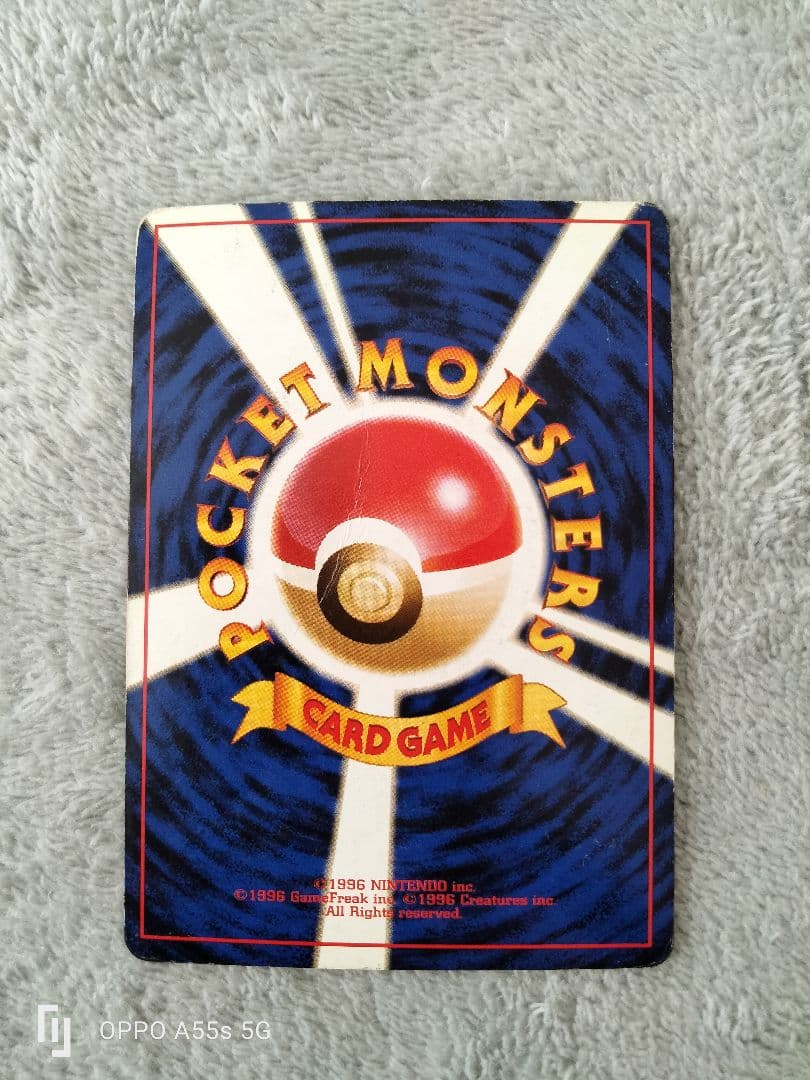 POCKET MONSTERS
CARD GAME
©1996 NINTENDO inc.
©1996 GameFreak inc. ©1996 Creatures inc.
All Rights reserved.
OPPO A55s 5G